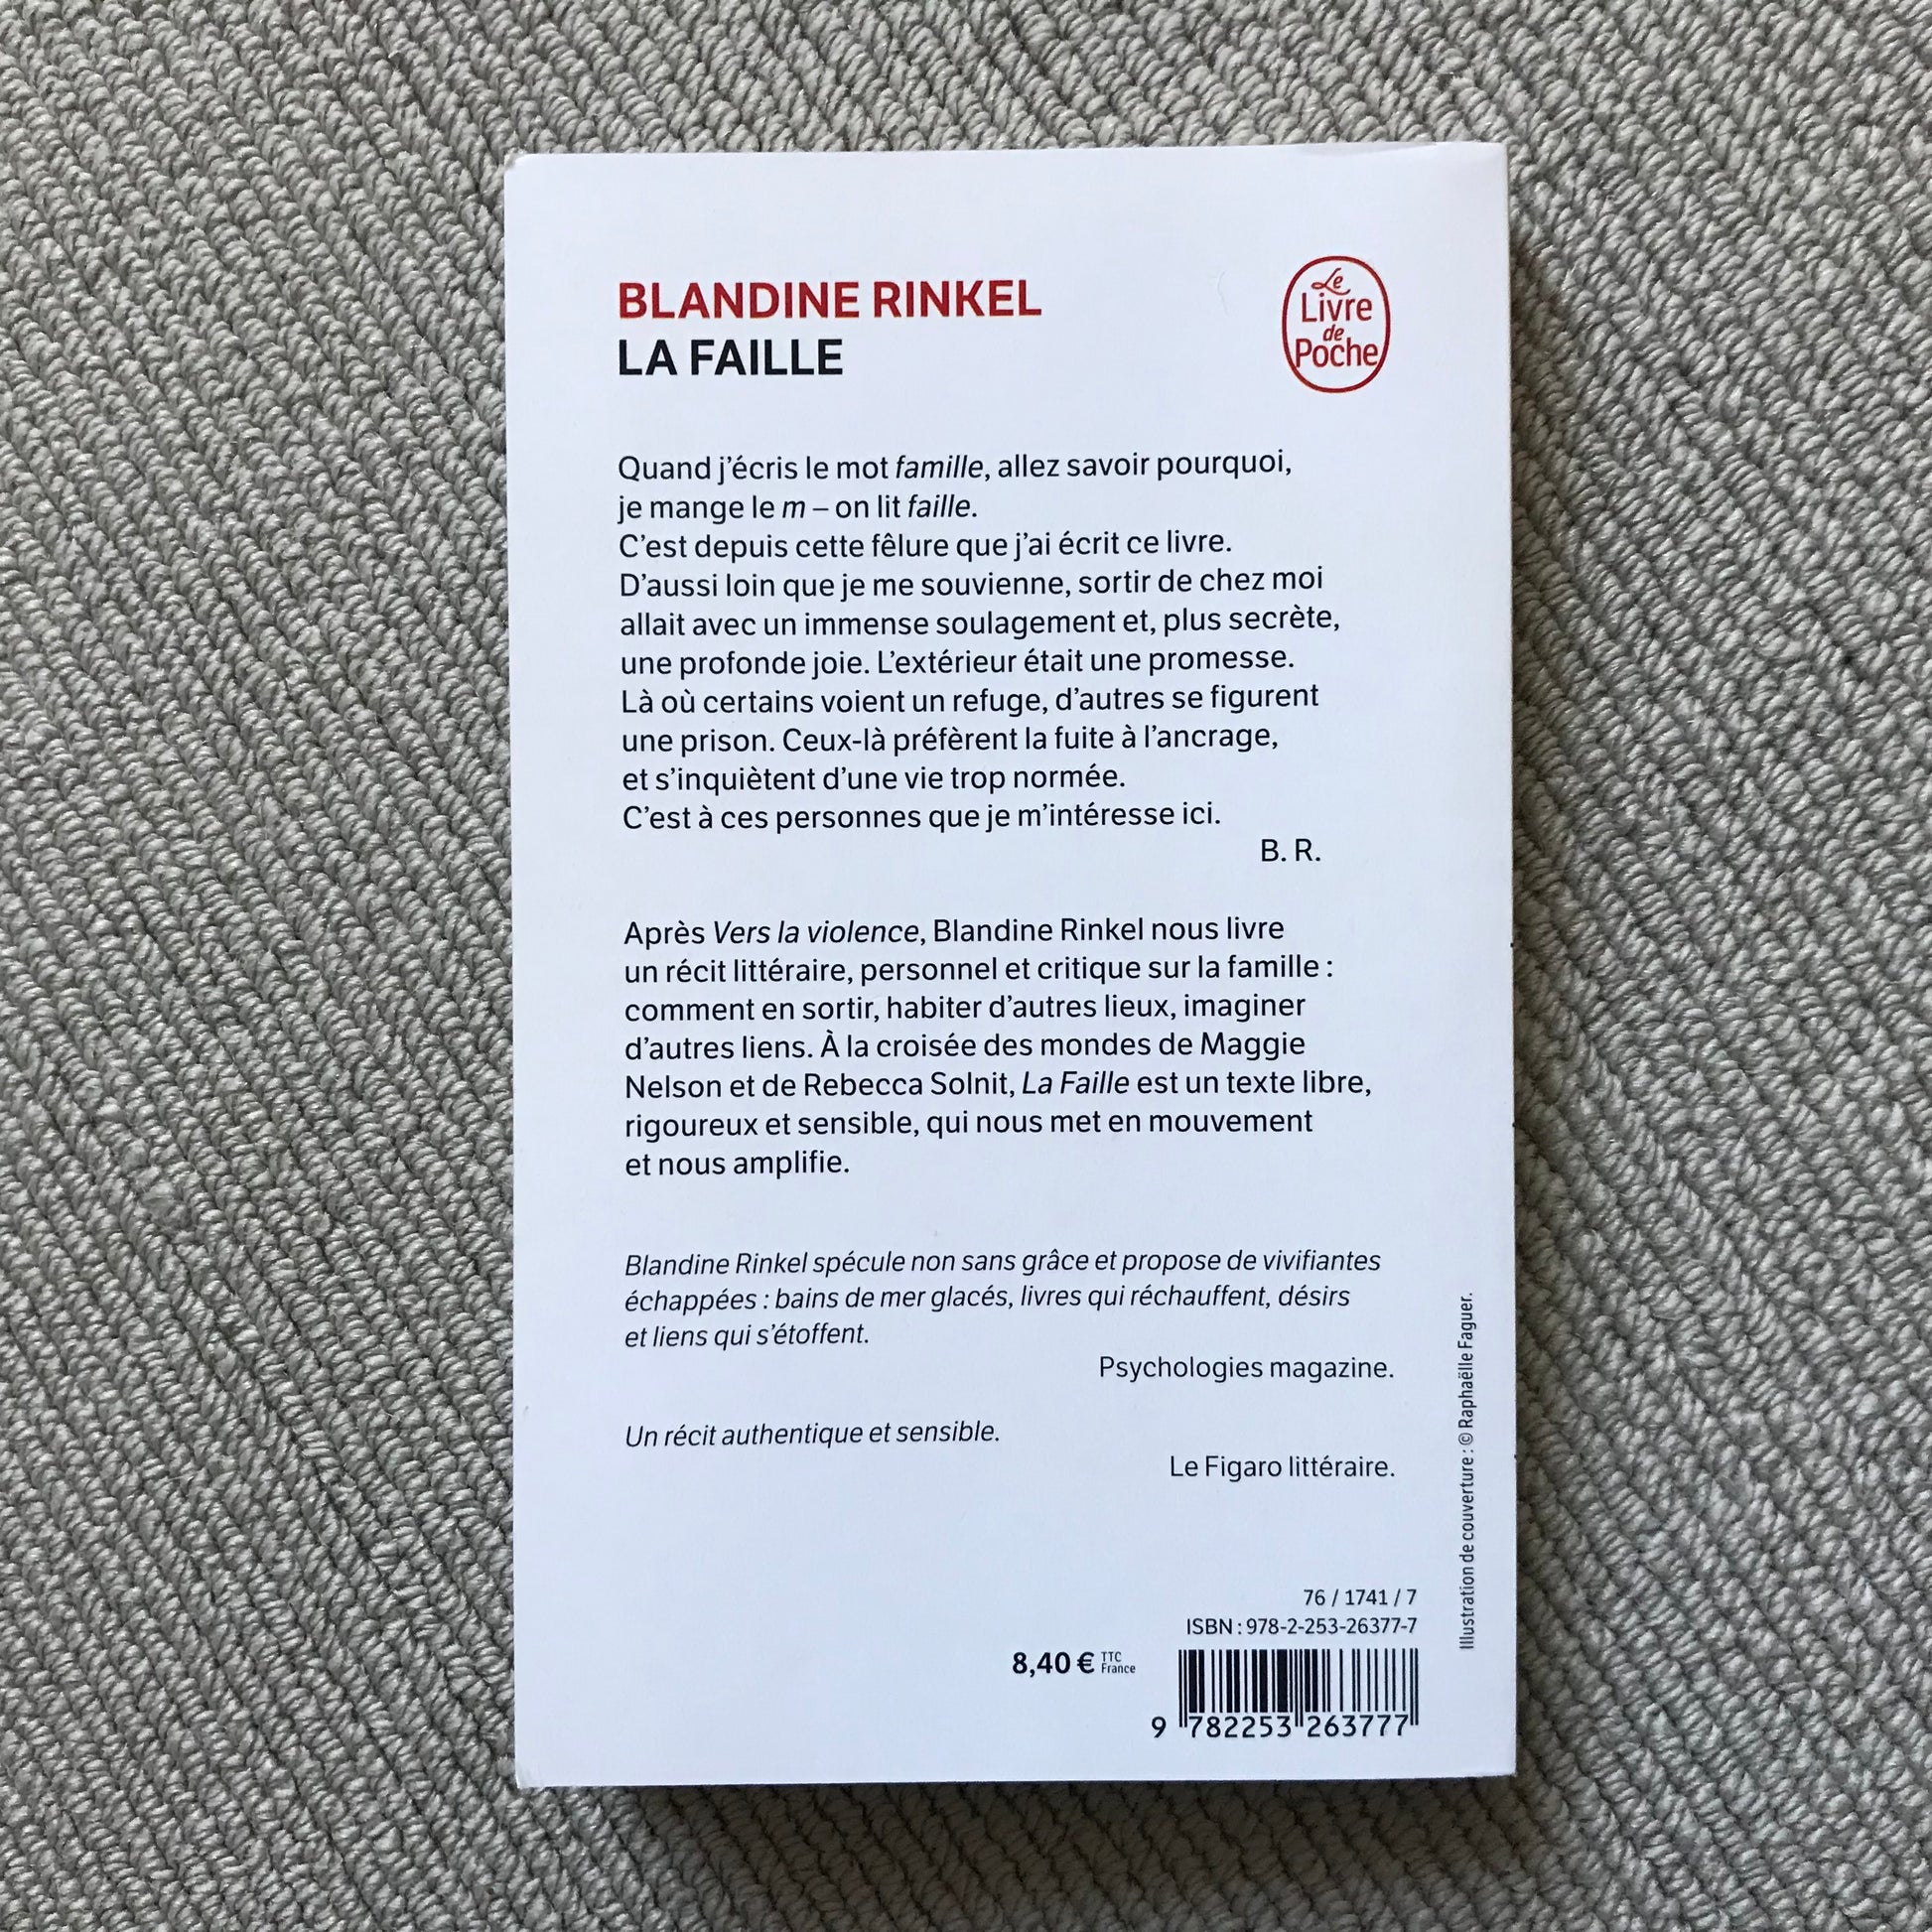 BLANDINE RINKEL
LA FAILLE
Le
Livre
de
Poche
Quand j’écris le mot famille, allez savoir pourquoi,
je mange le m – on lit faille.
C’est depuis cette fêlure que j’ai écrit ce livre.
D’aussi loin que je me souvienne, sortir de chez moi
allait avec un immense soulagement et, plus secrète,
une profonde joie. L’extérieur était une promesse.
Là où certains voient un refuge, d’autres se figurent
une prison. Ceux-là préfèrent la fuite à l’ancrage,
et s’inquiètent d’une vie trop normée.
C’est à ces personnes que je m’intéresse ici.
B. R.
Après Vers la violence, Blandine Rinkel nous livre
un récit littéraire, personnel et critique sur la famille :
comment en sortir, habiter d’autres lieux, imaginer
d’autres liens. À la croisée des mondes de Maggie
Nelson et de Rebecca Solnit, La Faille est un texte libre,
rigoureux et sensible, qui nous met en mouvement
et nous amplifie.
Blandine Rinkel spécule non sans grâce et propose de vivifiantes
échappées : bains de mer glacés, livres qui réchauffent, désirs
et liens qui s’étoffent.
Psychologies magazine.
Un récit authentique et sensible.
Le Figaro littéraire.
Illustration de couverture : © Raphaëlle Faguer.
76 / 1741 / 7
ISBN : 978-2-253-26377-7
8,40 € TTC
France
9 782253 263777